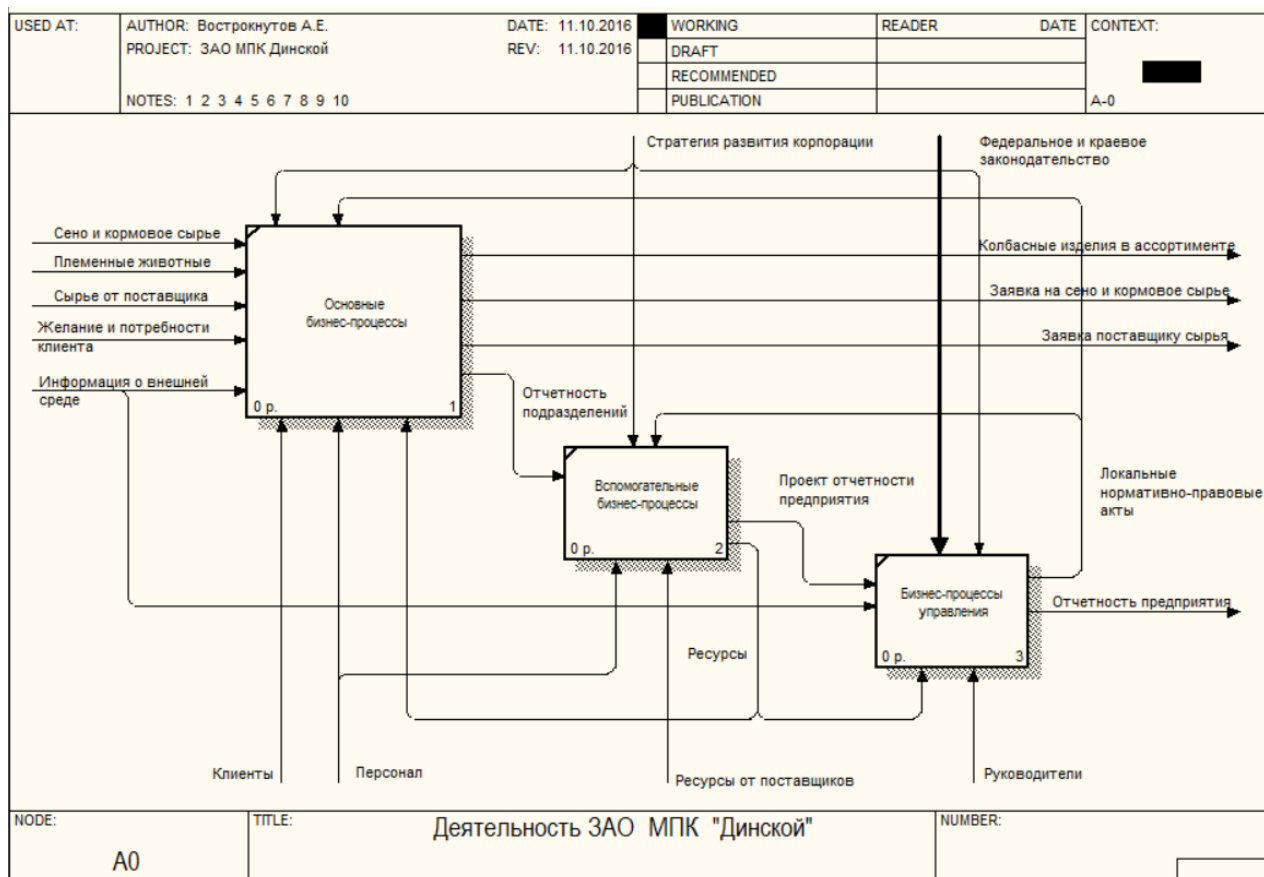 USED AT:
AUTHOR: Вострокнутов А.Е.
DATE: 11.10.2016
WORKING
READER
DATE
CONTEXT:
PROJECT: ЗАО МПК Динской
REV: 11.10.2016
DRAFT
RECOMMENDED
NOTES: 1 2 3 4 5 6 7 8 9 10
PUBLICATION
A-0
Стратегия развития корпорации
Федеральное и краевое
законодательство
Сено и кормовое сырье
Племенные животные
Сырье от поставщика
Желание и потребности
клиента
Информация о внешней
среде
Основные
бизнес-процессы
0 р.
1
Колбасные изделия в ассортименте
Заявка на сено и кормовое сырье
Заявка поставщику сырья
Отчетность
подразделений
Вспомогательные
бизнес-процессы
0 р.
2
Проект отчетности
предприятия
Локальные
нормативно-правовые
акты
Бизнес-процессы
управления
0 р.
3
Отчетность предприятия
Ресурсы
Клиенты
Персонал
Ресурсы от поставщиков
Руководители
NODE:
A0
TITLE:
Деятельность ЗАО МПК "Динской"
NUMBER: